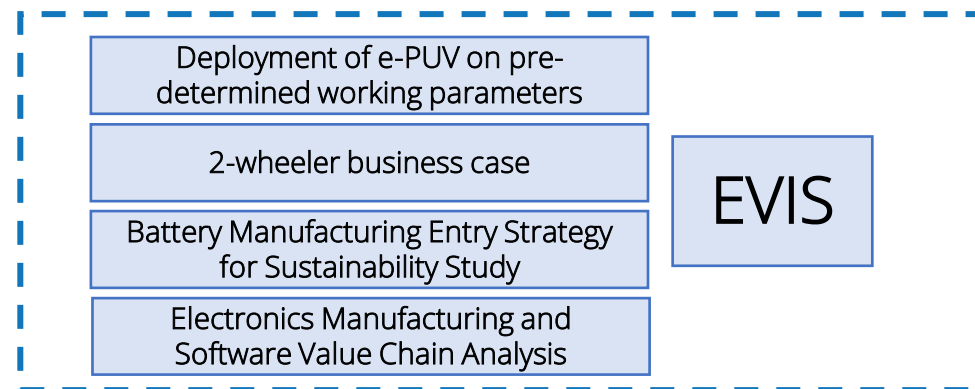 Deployment of e-PUV on pre-
determined working parameters
2-wheeler business case
Battery Manufacturing Entry Strategy
for Sustainability Study
Electronics Manufacturing and
Software Value Chain Analysis
EVIS